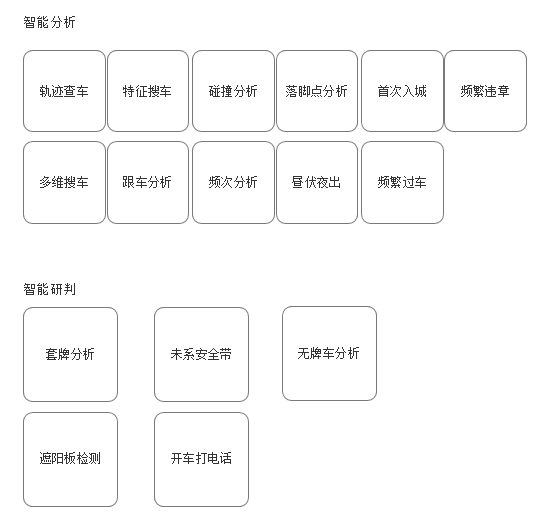 智能分析
轨迹查车 特征搜车 碰撞分析 落脚点分析 首次入城 频繁违章
多维搜车 跟车分析 频次分析 昼伏夜出 频繁过车
智能研判
套牌分析 未系安全带 无牌车分析
遮阳板检测 开车打电话